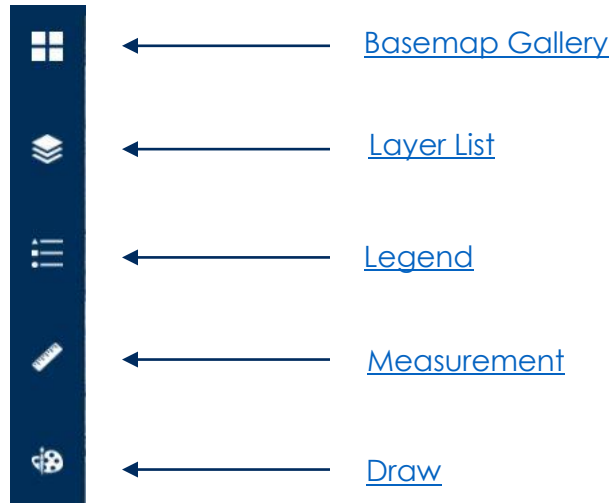 Basemap Gallery
Layer List
Legend
Measurement
Draw